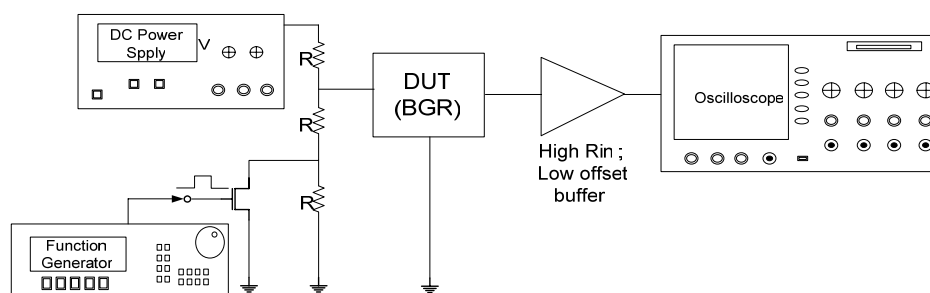 DC Power
Spply
V
R
R
R
DUT
(BGR)
High Rin ;
Low offset
buffer
Oscilloscope
Function
Generator